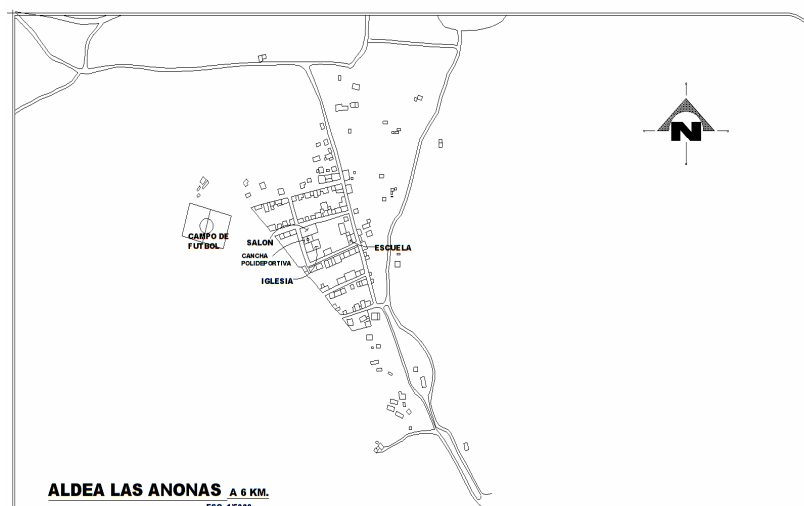 N
CAMPO DE
FUTBOL
SALON
CANCHA
POLIDEPORTIVA
ESCUELA
IGLESIA
ALDEA LAS ANONAS A 6 KM.